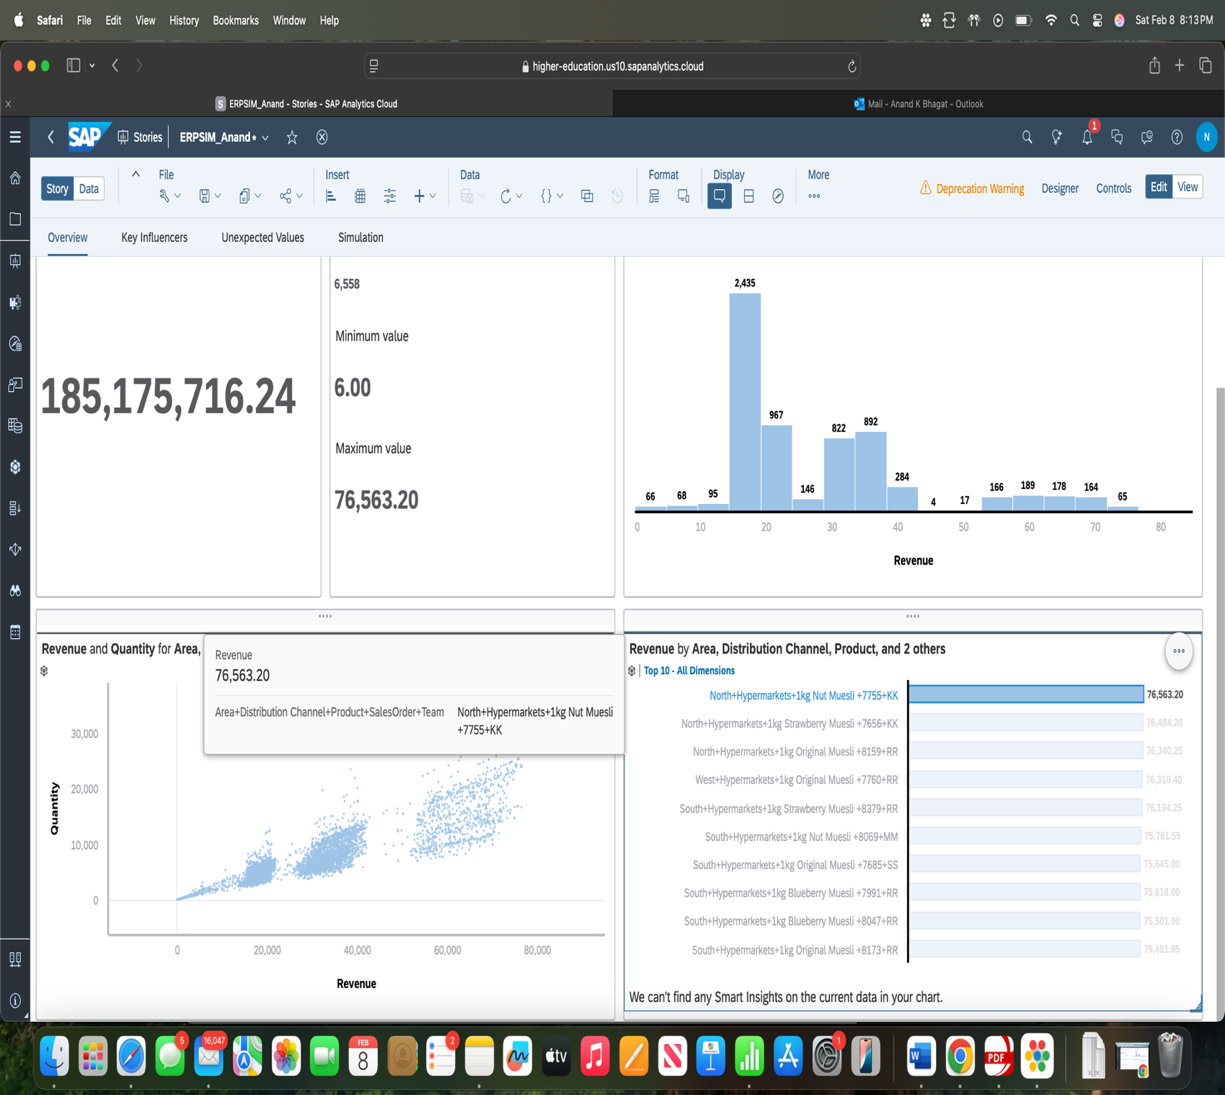 Safari File Edit View History Bookmarks Window Help
Sat Feb 8 8:13 PM
higher-education.us10.sapanalytics.cloud
X
S ERPSIM_Anand - Stories - SAP Analytics Cloud
Mail - Anand K Bhagat - Outlook
SAP Stories ERPSIM_Anand*
1
N
Story Data
File
Insert
Data
Format
Display
More
Deprecation Warning
Designer
Controls
Edit View
Overview Key Influencers Unexpected Values Simulation
185,175,716.24
6,558
Minimum value
6.00
Maximum value
76,563.20
2,435
967
822
892
146
284
66
68
95
4
17
166
189
178
164
65
0 10 20 30 40 50 60 70 80
Revenue
Revenue and Quantity for Area,
Revenue
76,563.20
Area+Distribution Channel+Product+SalesOrder+Team
North+Hypermarkets+1kg Nut Muesli
+7755+KK
30,000
20,000
10,000
0
Quantity
0 20,000 40,000 60,000 80,000
Revenue
Revenue by Area, Distribution Channel, Product, and 2 others
Top 10 - All Dimensions
North+Hypermarkets+1kg Nut Muesli +7755+KK 76,563.20
North+Hypermarkets+1kg Strawberry Muesli +7656+KK 76,484.20
North+Hypermarkets+1kg Original Muesli +8159+RR 76,340.25
West+Hypermarkets+1kg Original Muesli +7760+RR 76,310.40
South+Hypermarkets+1kg Strawberry Muesli +8379+RR 76,194.25
South+Hypermarkets+1kg Nut Muesli +8069+MM 75,781.55
South+Hypermarkets+1kg Original Muesli +7685+SS 75,645.00
South+Hypermarkets+1kg Blueberry Muesli +7991+RR 75,618.00
South+Hypermarkets+1kg Blueberry Muesli +8047+RR 75,501.00
South+Hypermarkets+1kg Original Muesli +8173+RR 75,451.95
We can't find any Smart Insights on the current data in your chart.
5
16,047
FEB
8
2
tv
1
W
PDF